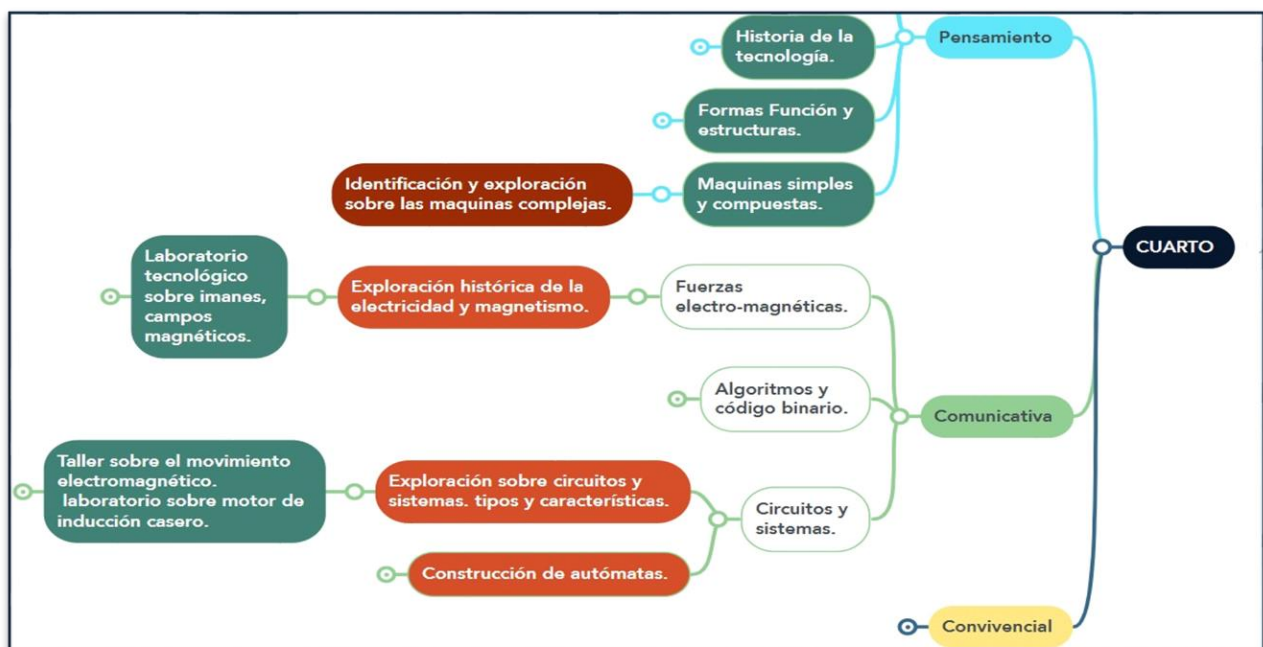 Historia de la
tecnología.
Pensamiento
Formas Función y
estructuras.
Identificación y exploración
sobre las maquinas complejas.
Maquinas simples
y compuestas.
CUARTO
Laboratorio
tecnológico
sobre imanes,
campos
magnéticos.
Exploración histórica de la
electricidad y magnetismo.
Fuerzas
electro-magnéticas.
Algoritmos y
código binario.
Comunicativa
Taller sobre el movimiento
electromagnético.
laboratorio sobre motor de
inducción casero.
Exploración sobre circuitos y
sistemas. tipos y características.
Circuitos y
sistemas.
Construcción de autómatas.
Convivencial